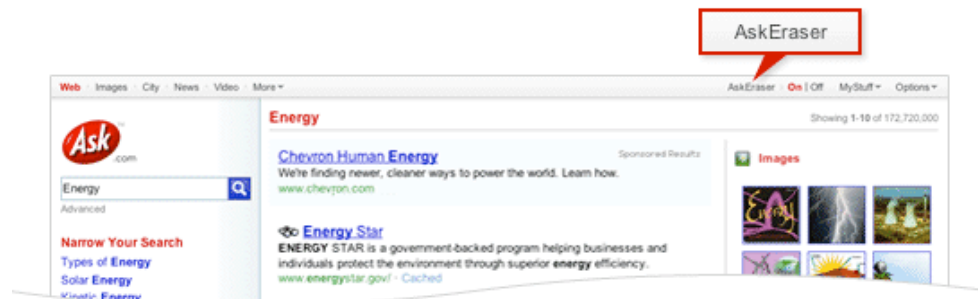 AskEraser
Web Images City News Video More AskEraser On | Off MyStuff Options
Ask
.com
Energy
Showing 1-10 of 172,720,000
Chevron Human Energy
Sponsored Results
We're finding newer, cleaner ways to power the world. Learn how.
www.chevron.com
Energy
Advanced
Energy Star
ENERGY STAR is a government-backed program helping businesses and
individuals protect the environment through superior energy efficiency.
www.energystar.gov/ · Cached
Narrow Your Search
Types of Energy
Solar Energy
Kinetic Energy
Images
Energy